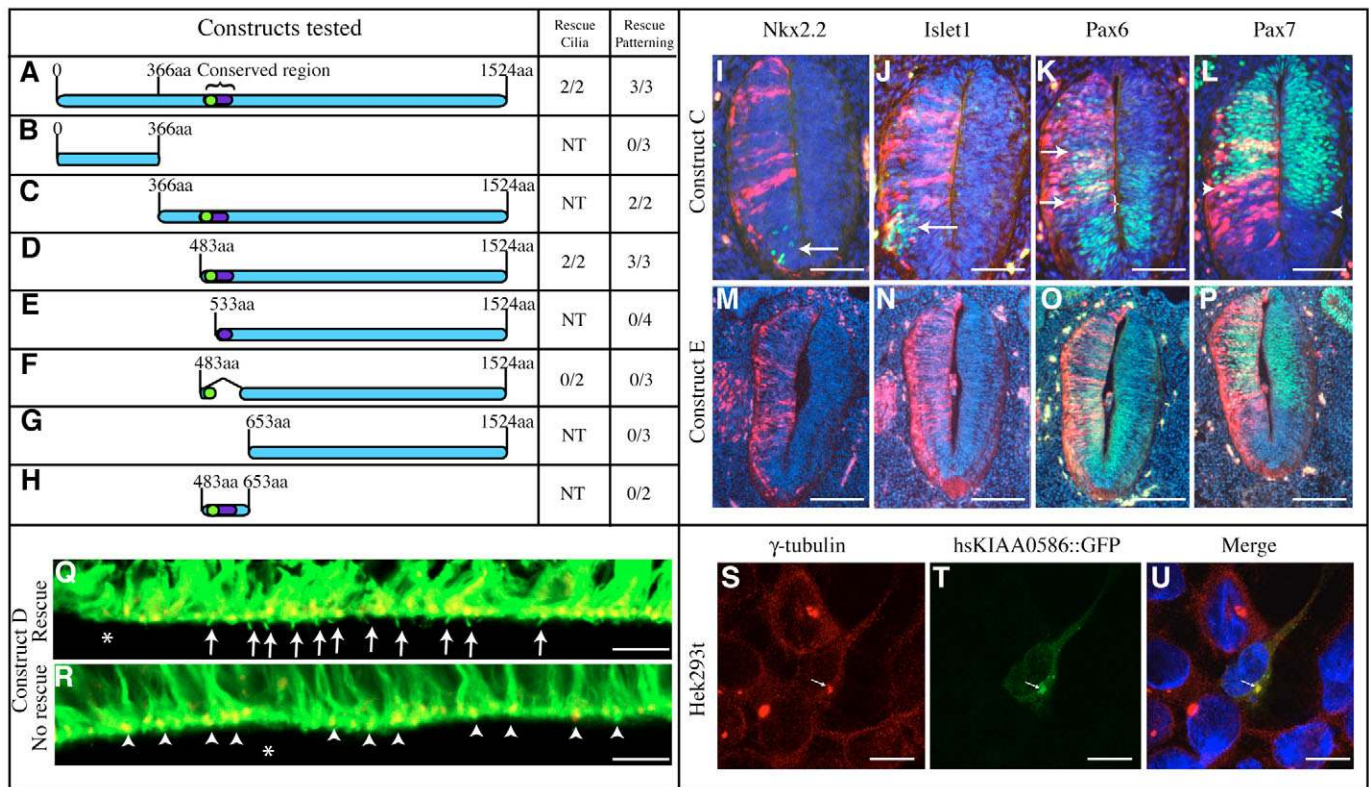 Constructs tested
Rescue Cilia
Rescue Patterning
A
0
366aa
Conserved region
1524aa
2/2
3/3
B
0
366aa
NT
0/3
C
366aa
1524aa
NT
2/2
D
483aa
1524aa
2/2
3/3
E
533aa
1524aa
NT
0/4
F
483aa
1524aa
0/2
0/3
G
653aa
1524aa
NT
0/3
H
483aa 653aa
NT
0/2
Nkx2.2
Islet1
Pax6
Pax7
Construct C
I
J
K
L
Construct E
M
N
O
P
Construct D
Rescue
Q
*
No rescue
R
*
γ-tubulin
hsKIAA0586::GFP
Merge
Hek293t
S
T
U